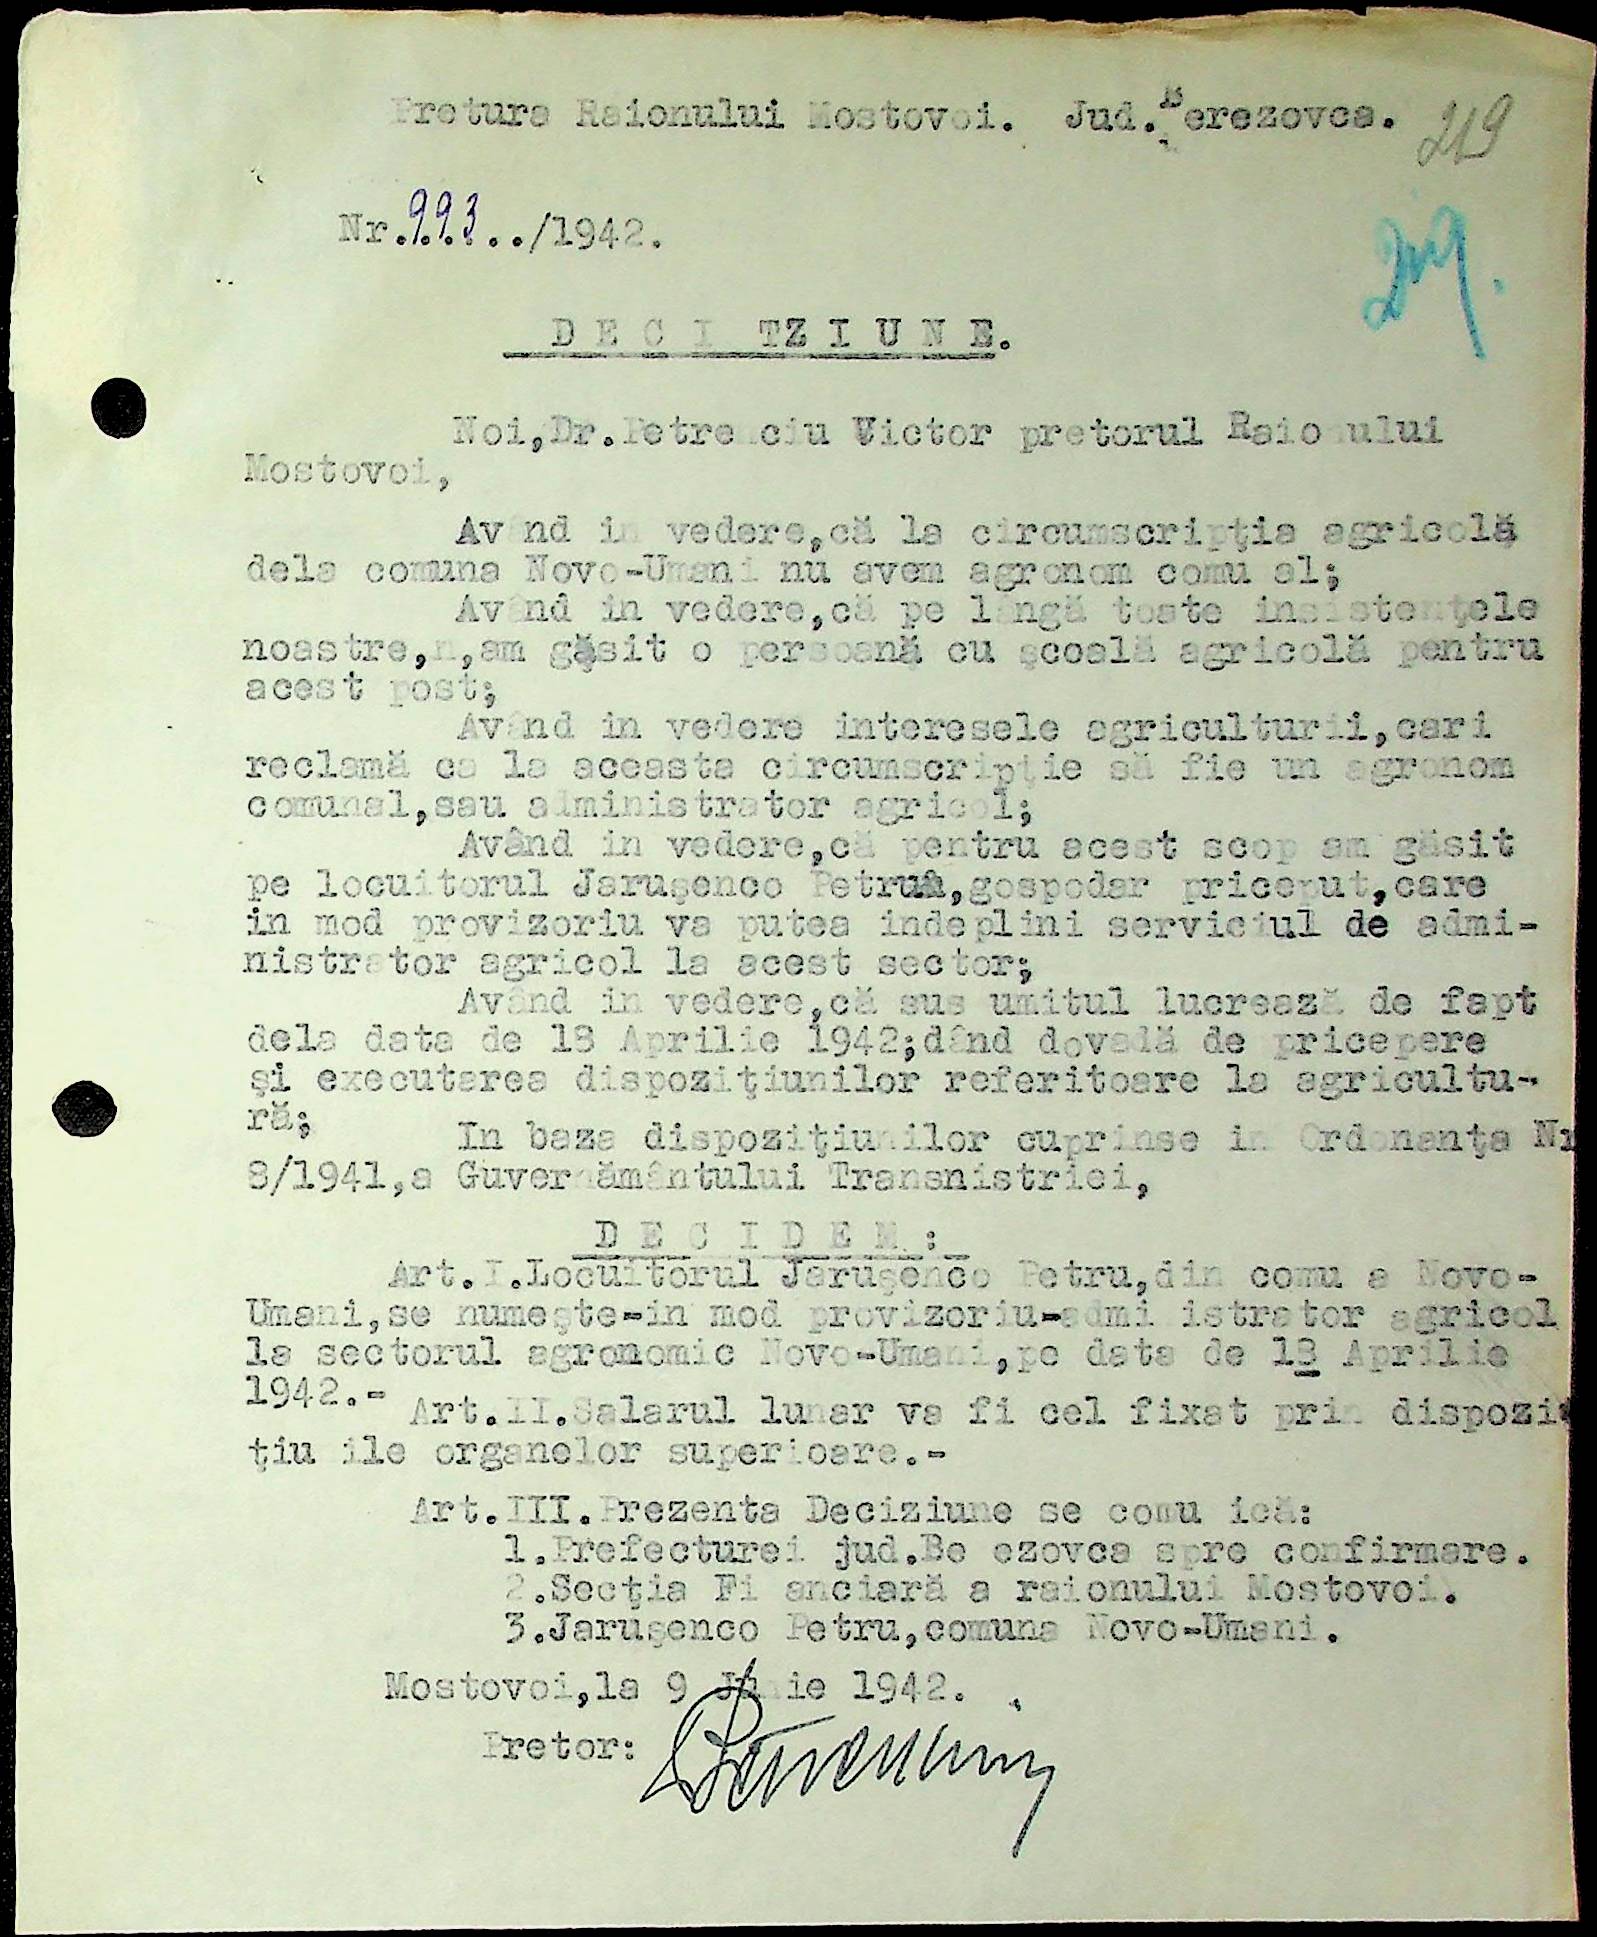 Pretura Raionului Mostovoi. Jud. Berezovca.
219
Nr.993../1942.
219.
D E C I TZ I U N E.
Noi,Dr.Petrenciu Victor pretorul Raionului
Mostovoi,
Având in vedere,că la circumscripţia agricolă
dela comuna Novo-Umani nu avem agronom comunal;
Având in vedere,că pe lângă toate insistenţele
noastre,n,am găsit o persoană cu şcoală agricolă pentru
acest post;
Având in vedere interesele agriculturii,cari
reclamă ca la aceasta circumscripţie să fie un agronom
comunal,sau administrator agricol;
Având in vedere,că pentru acest scop am găsit
pe locuitorul Jaruşenco Petru,gospodar priceput,care
in mod provizoriu va putea indeplini serviciul de admi-
nistrator agricol la acest sector;
Având in vedere,că sus umitul lucrează de fapt
dela data de 13 Aprilie 1942;dând dovadă de pricepere
şi executarea dispoziţiunilor referitoare la agricultu-
ră;
In baza dispoziţiunilor cuprinse in Ordonanţa Nr
8/1941,a Guvernământului Transnistriei,
D E C I D E M :
Art.I.Locuitorul Jaruşenco Petru,din comuna Novo-
Umani,se numeşte-in mod provizoriu-administrator agricol
la sectorul agronomic Novo-Umani,pe data de 13 Aprilie
1942.-
Art.II.Salarul lunar va fi cel fixat prin dispozi
ţiunile organelor superioare.-
Art.III.Prezenta Deciziune se comunică:
1.Prefecturei jud.Berezovca spre confirmare.
2.Secţia Financiară a raionului Mostovoi.
3.Jaruşenco Petru,comuna Novo-Umani.
Mostovoi,la 9 Junie 1942.
Pretor: